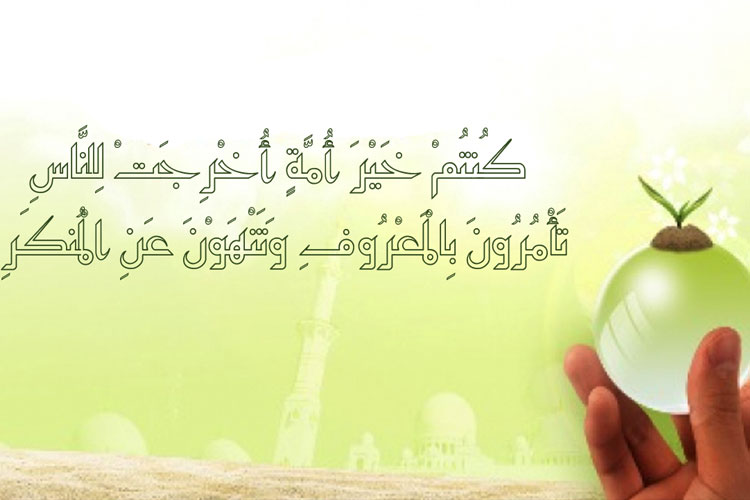 كُنتُمْ خَيْرَ أُمَّةٍ أُخْرِجَتْ لِلنَّاسِ
تَأْمُرُونَ بِالْمَعْرُوفِ وَتَنْهَوْنَ عَنِ الْمُنكَرِ